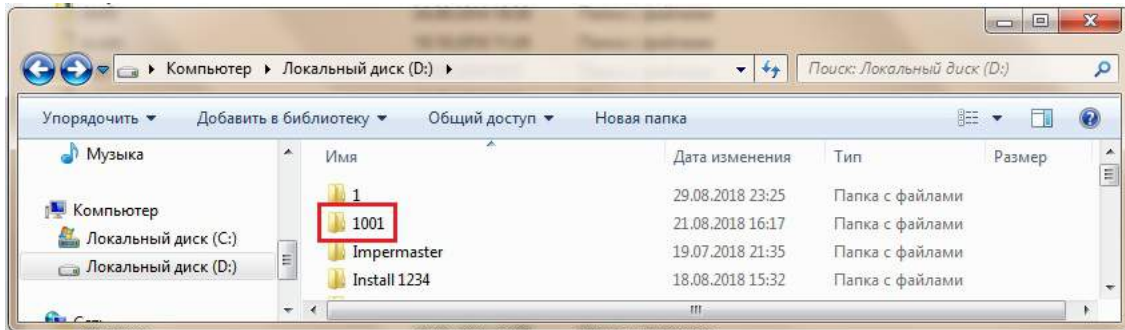 Компьютер ▸ Локальный диск (D:) ▸
Поиск: Локальный диск (D:)
Упорядочить Добавить в библиотеку Общий доступ Новая папка
Музыка
Компьютер
Локальный диск (C:)
Локальный диск (D:)
Имя Дата изменения Тип Размер
1 29.08.2018 23:25 Папка с файлами
1001 21.08.2018 16:17 Папка с файлами
Impermaster 19.07.2018 21:35 Папка с файлами
Install 1234 18.08.2018 15:32 Папка с файлами